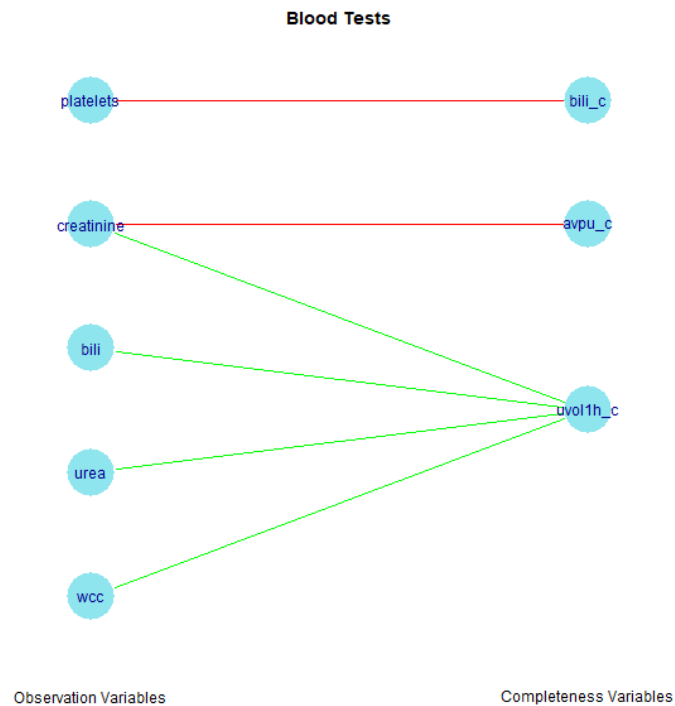 Blood Tests
platelets
bili_c
creatinine
avpu_c
bili
uvol1h_c
urea
wcc
Observation Variables
Completeness Variables